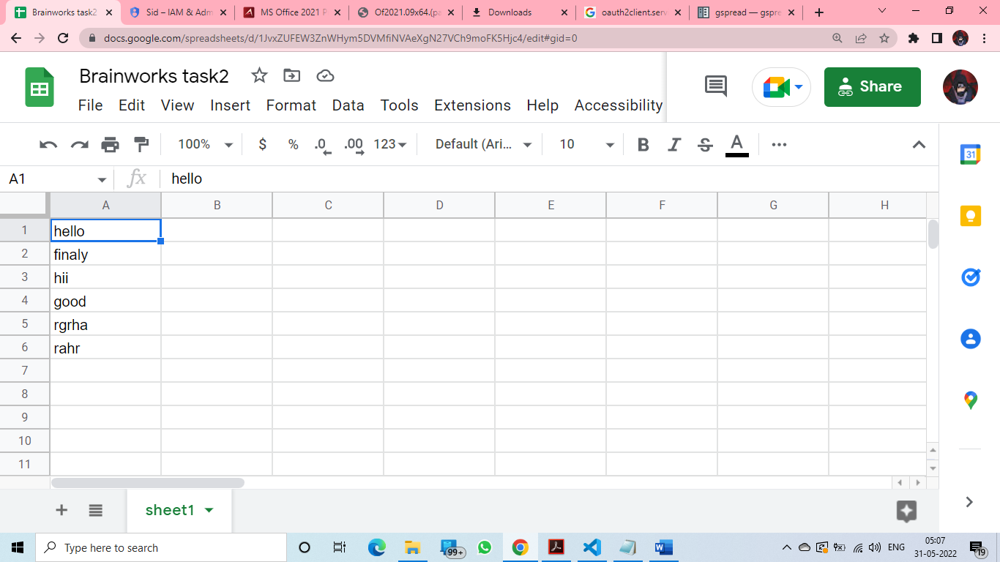 Brainworks task2
Sid – IAM & Adm
MS Office 2021 P
Of2021.09x64.(pa
Downloads
oauth2client.serv
gspread — gspre
docs.google.com/spreadsheets/d/1JvxZUFEW3ZnWHym5DVMfiNVAeXgN27VCh9moFK5Hjc4/edit#gid=0
Brainworks task2
File Edit View Insert Format Data Tools Extensions Help Accessibility
Share
100% $ % .0 .00 123 Default (Ari... 10 B I S A
31
A1 fx hello
A B C D E F G H
1 hello
2 finaly
3 hii
4 good
5 rgrha
6 rahr
7
8
9
10
11
sheet1
Type here to search
99+
ENG
05:07
31-05-2022
19